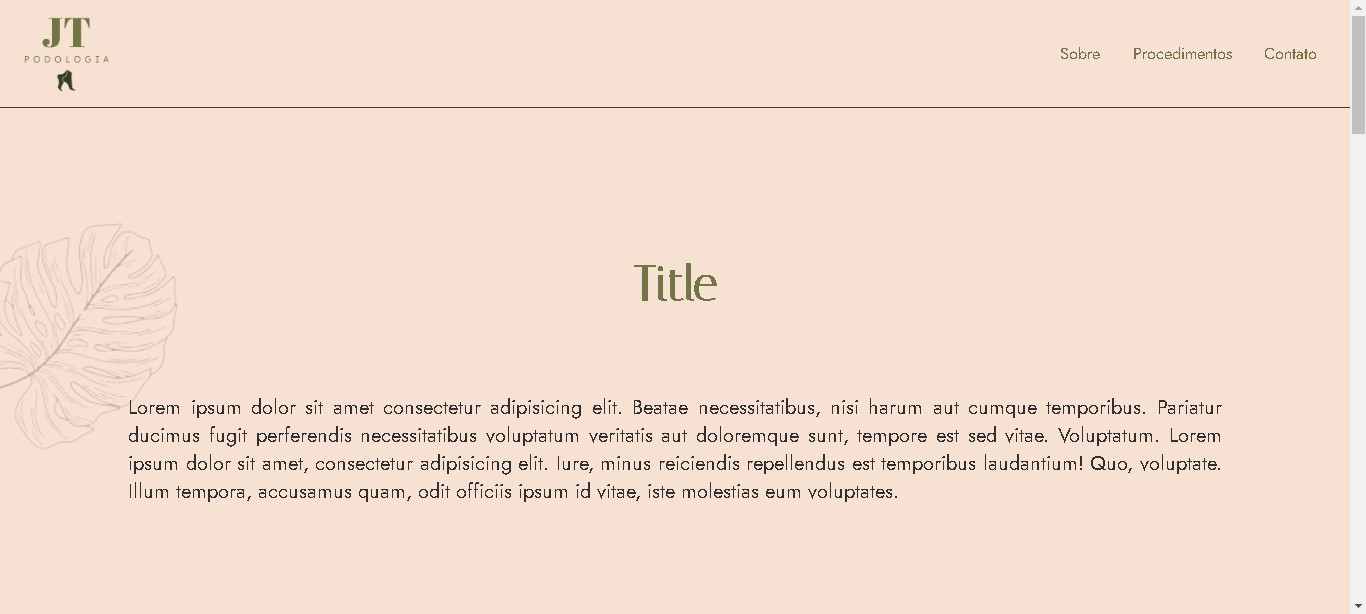 JT
PODOLOGIA
Sobre Procedimentos Contato
Title
Lorem ipsum dolor sit amet consectetur adipisicing elit. Beatae necessitatibus, nisi harum aut cumque temporibus. Pariatur
ducimus fugit perferendis necessitatibus voluptatum veritatis aut doloremque sunt, tempore est sed vitae. Voluptatum. Lorem
ipsum dolor sit amet, consectetur adipisicing elit. Iure, minus reiciendis repellendus est temporibus laudantium! Quo, voluptate.
Illum tempora, accusamus quam, odit officiis ipsum id vitae, iste molestias eum voluptates.